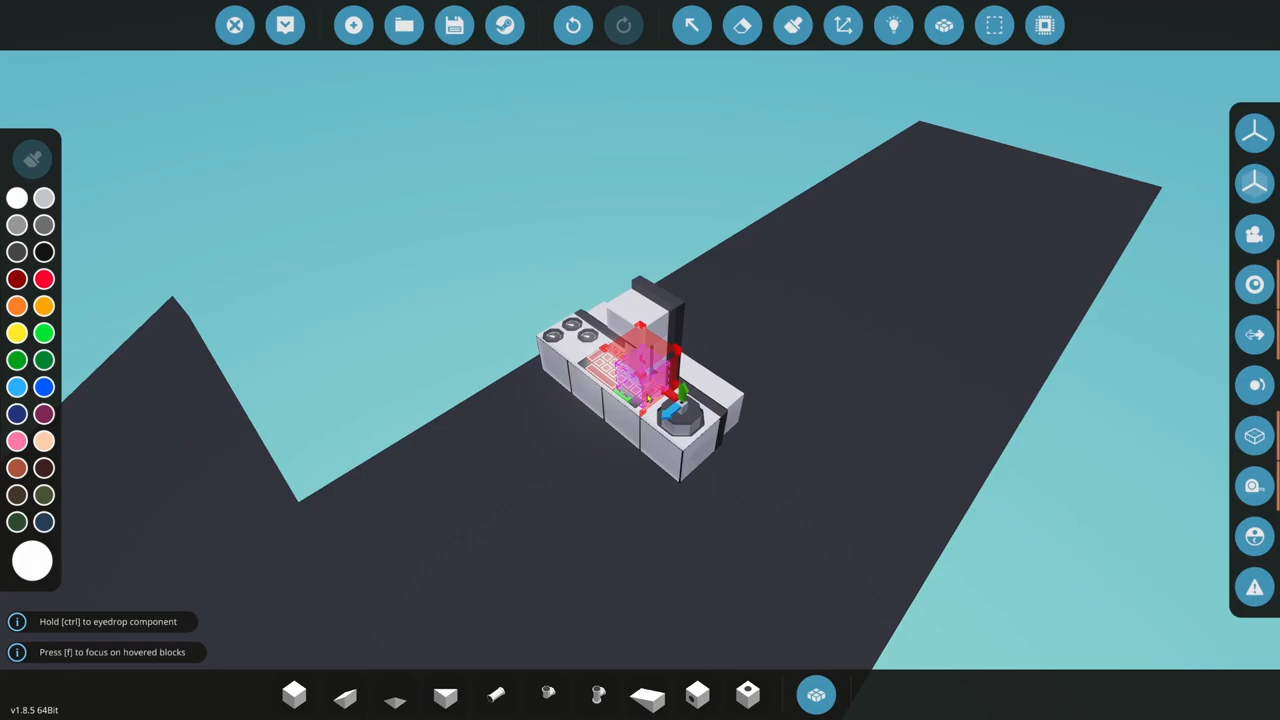 Hold [ctrl] to eyedrop component
Press [f] to focus on hovered blocks
v1.8.5 64Bit